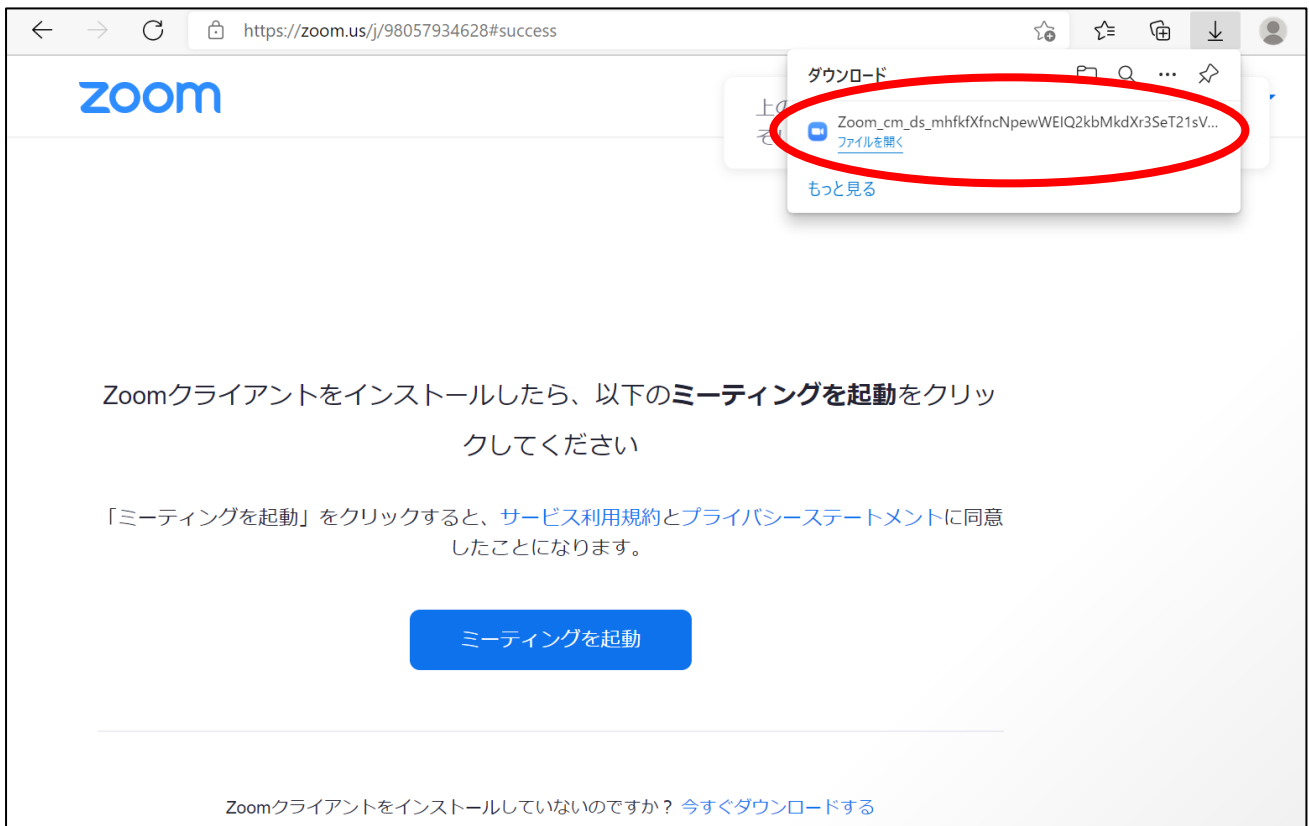 https://zoom.us/j/98057934628#success
zoom
ダウンロード
上の
Zoom_cm_ds_mhfkfXfncNpewWEIQ2kbMkdXr3SeT21sV...
ファイルを開く
もっと見る
Zoomクライアントをインストールしたら、以下のミーティングを起動をクリッ
クしてください
「ミーティングを起動」をクリックすると、サービス利用規約とプライバシーステートメントに同意
したことになります。
ミーティングを起動
Zoomクライアントをインストールしていないのですか？ 今すぐダウンロードする